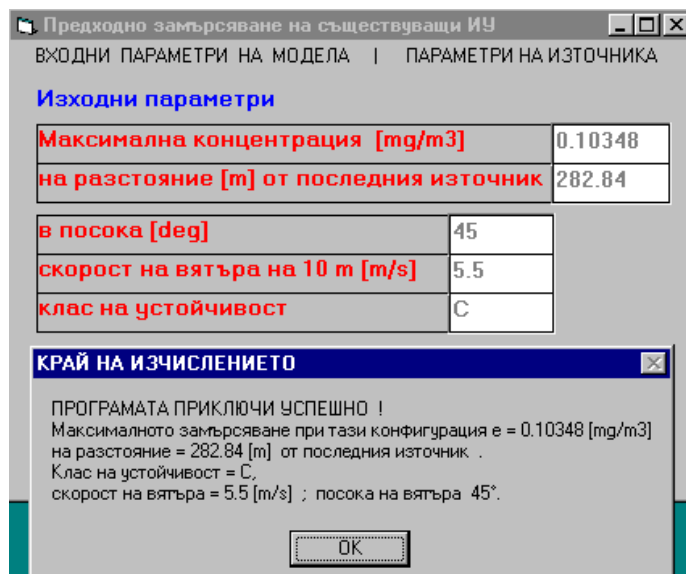 Предходно замърсяване на съществуващи ИУ
ВХОДНИ ПАРАМЕТРИ НА МОДЕЛА | ПАРАМЕТРИ НА ИЗТОЧНИКА
Изходни параметри
Максимална концентрация [mg/m3] 0.10348
на разстояние [m] от последния източник 282.84
в посока [deg] 45
скорост на вятъра на 10 m [m/s] 5.5
клас на устойчивост C
КРАЙ НА ИЗЧИСЛЕНИЕТО
ПРОГРАМАТА ПРИКЛЮЧИ УСПЕШНО !
Максималното замърсяване при тази конфигурация е = 0.10348 [mg/m3]
на разстояние = 282.84 [m] от последния източник .
Клас на устойчивост = C,
скорост на вятъра = 5.5 [m/s] ; посока на вятъра 45°.
OK